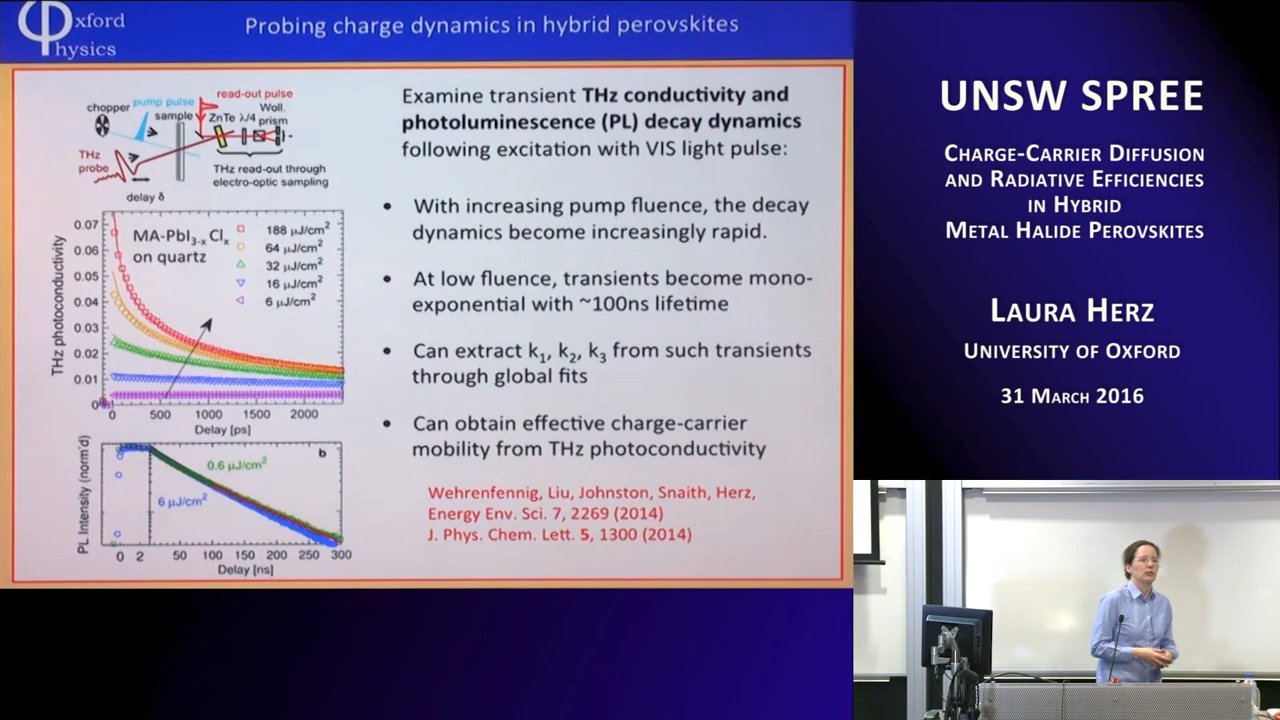 Oxford
Physics
Probing charge dynamics in hybrid perovskites
read-out pulse
chopper
pump pulse
sample
ZnTe λ/4
Woll.
prism
THz
probe
delay δ
THz read-out through
electro-optic sampling
Examine transient THz conductivity and
photoluminescence (PL) decay dynamics
following excitation with VIS light pulse:
• With increasing pump fluence, the decay
dynamics become increasingly rapid.
• At low fluence, transients become mono-
exponential with ~100ns lifetime
• Can extract k₁, k₂, k₃ from such transients
through global fits
• Can obtain effective charge-carrier
mobility from THz photoconductivity
Wehrenfennig, Liu, Johnston, Snaith, Herz,
Energy Env. Sci. 7, 2269 (2014)
J. Phys. Chem. Lett. 5, 1300 (2014)
THz photoconductivity
0.07
0.06
0.05
0.04
0.03
0.02
0.01
0
MA-PbI₃₋ₓClₓ
on quartz
188 μJ/cm²
64 μJ/cm²
32 μJ/cm²
16 μJ/cm²
6 μJ/cm²
0 500 1000 1500 2000
Delay [ps]
PL Intensity (norm'd)
b
0.6 μJ/cm²
6 μJ/cm²
0 2 50 100 150 200 250 300
Delay [ns]
UNSW SPREE
Charge-Carrier Diffusion
and Radiative Efficiencies
in Hybrid
Metal Halide Perovskites
Laura Herz
University of Oxford
31 March 2016